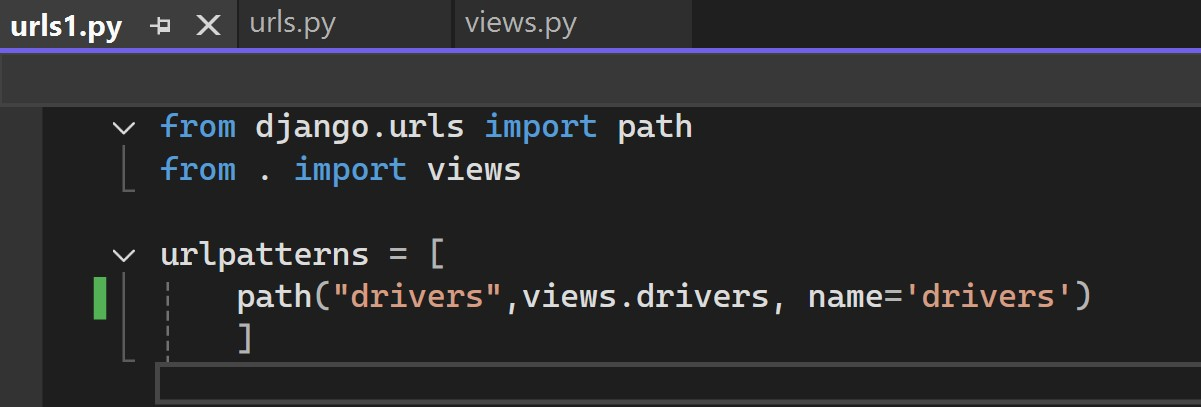 urls1.py urls.py views.py
from django.urls import path
from . import views
urlpatterns = [
path("drivers",views.drivers, name='drivers')
]